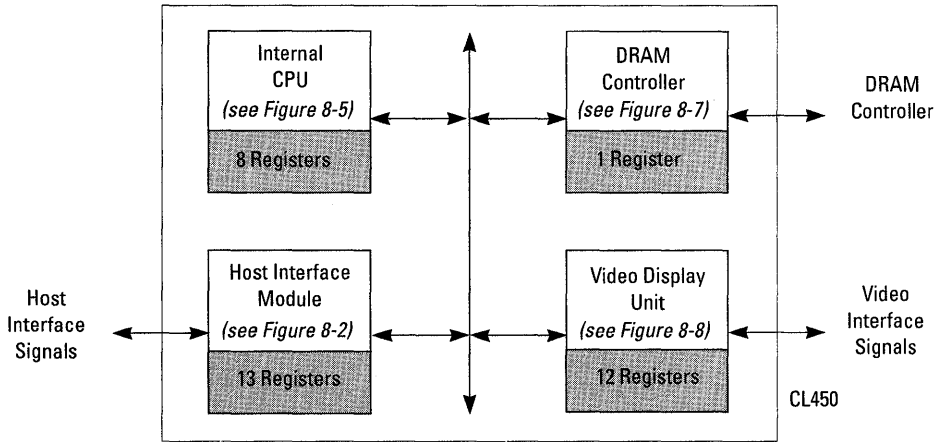 Internal
CPU
(see Figure 8-5)
8 Registers
DRAM
Controller
(see Figure 8-7)
1 Register
DRAM
Controller
Host
Interface
Signals
Host Interface
Module
(see Figure 8-2)
13 Registers
Video Display
Unit
(see Figure 8-8)
12 Registers
Video
Interface
Signals
CL450